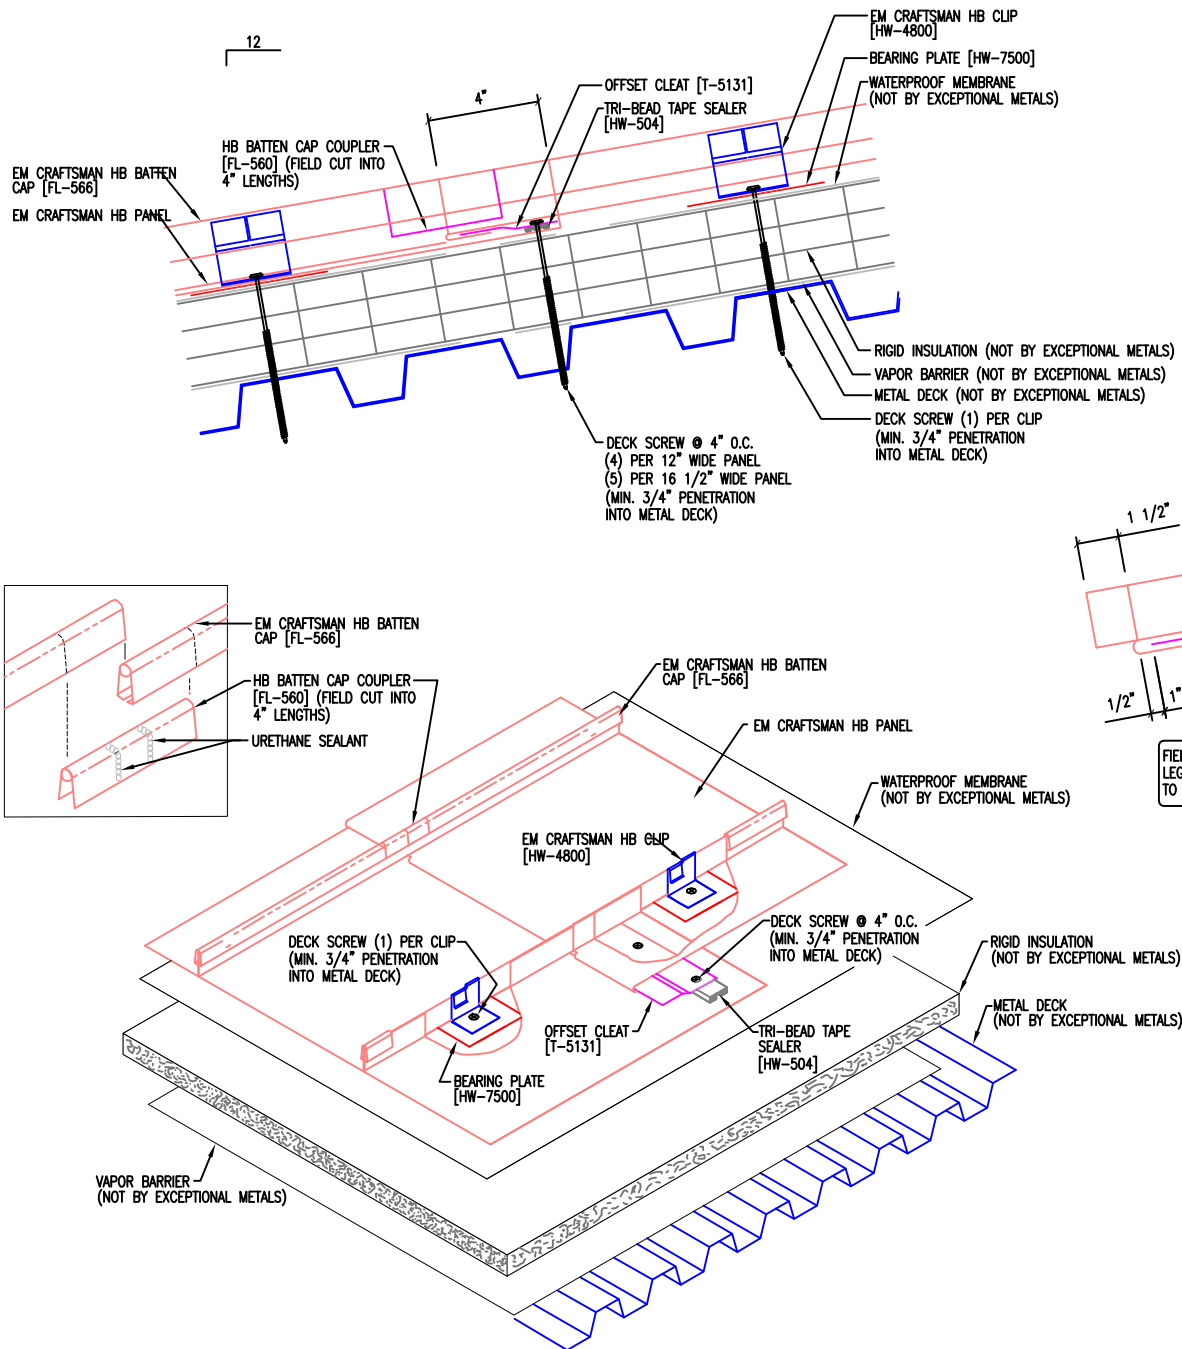 12
EM CRAFTSMAN HB CLIP
[HW-4800]
BEARING PLATE [HW-7500]
WATERPROOF MEMBRANE
(NOT BY EXCEPTIONAL METALS)
OFFSET CLEAT [T-5131]
TRI-BEAD TAPE SEALER
[HW-504]
4"
HB BATTEN CAP COUPLER
[FL-560] (FIELD CUT INTO
4" LENGTHS)
EM CRAFTSMAN HB BATTEN
CAP [FL-566]
EM CRAFTSMAN HB PANEL
RIGID INSULATION (NOT BY EXCEPTIONAL METALS)
VAPOR BARRIER (NOT BY EXCEPTIONAL METALS)
METAL DECK (NOT BY EXCEPTIONAL METALS)
DECK SCREW (1) PER CLIP
(MIN. 3/4" PENETRATION
INTO METAL DECK)
DECK SCREW @ 4" O.C.
(4) PER 12" WIDE PANEL
(5) PER 16 1/2" WIDE PANEL
(MIN. 3/4" PENETRATION
INTO METAL DECK)
1 1/2"
1/2"
1"
FIEL
LEG
TO
EM CRAFTSMAN HB BATTEN
CAP [FL-566]
HB BATTEN CAP COUPLER
[FL-560] (FIELD CUT INTO
4" LENGTHS)
URETHANE SEALANT
EM CRAFTSMAN HB BATTEN
CAP [FL-566]
EM CRAFTSMAN HB PANEL
WATERPROOF MEMBRANE
(NOT BY EXCEPTIONAL METALS)
EM CRAFTSMAN HB CLIP
[HW-4800]
DECK SCREW (1) PER CLIP
(MIN. 3/4" PENETRATION
INTO METAL DECK)
DECK SCREW @ 4" O.C.
(MIN. 3/4" PENETRATION
INTO METAL DECK)
RIGID INSULATION
(NOT BY EXCEPTIONAL METALS)
METAL DECK
(NOT BY EXCEPTIONAL METALS)
OFFSET CLEAT
[T-5131]
TRI-BEAD TAPE
SEALER
[HW-504]
BEARING PLATE
[HW-7500]
VAPOR BARRIER
(NOT BY EXCEPTIONAL METALS)